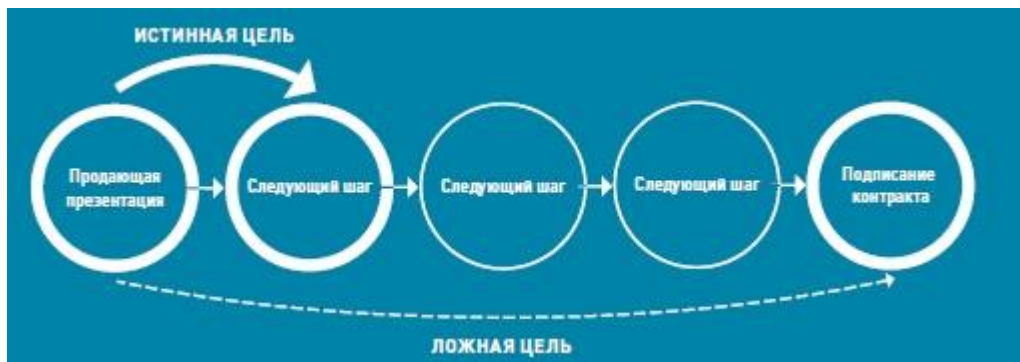 ИСТИННАЯ ЦЕЛЬ
Продающая
презентация
Следующий шаг
Следующий шаг
Следующий шаг
Подписание
контракта
ЛОЖНАЯ ЦЕЛЬ